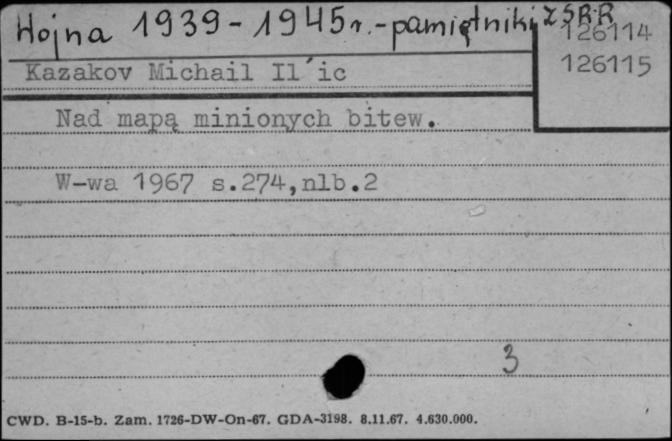 Wojna 1939-1945r.-pamiętniki ZSRR
126114
Kazakov Michail Il´ic
126115
Nad mapą minionych bitew.
W-wa 1967 s.274,nlb.2
3
CWD. B-15-b. Zam. 1726-DW-On-67. GDA-3198. 8.11.67. 4.630.000.